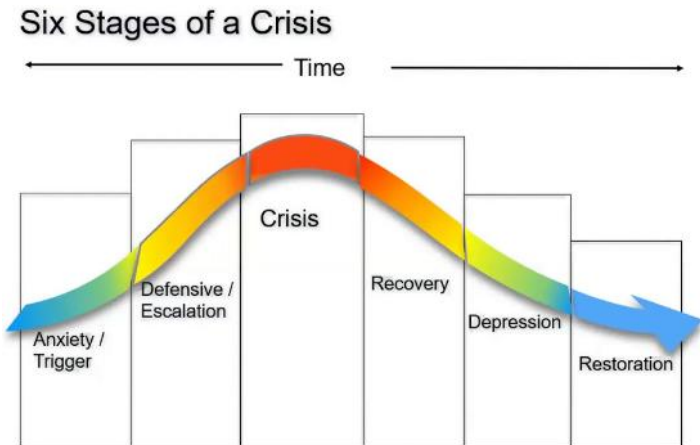 Six Stages of a Crisis
Time
Anxiety /
Trigger
Defensive /
Escalation
Crisis
Recovery
Depression
Restoration